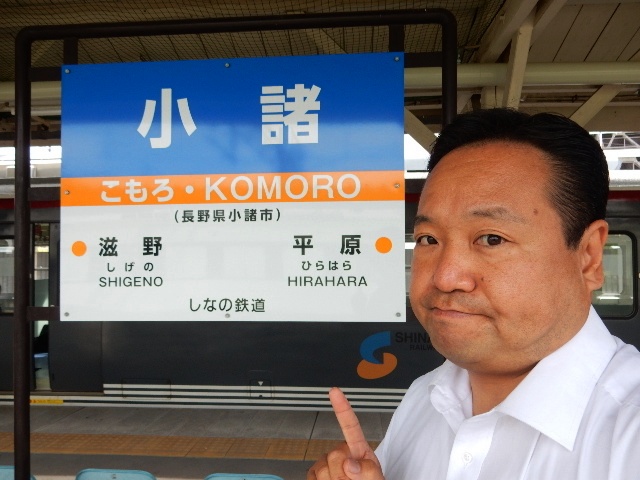 小諸
こもろ・KOMORO
(長野県小諸市)
滋野 平原
しげの ひらはら
SHIGENO HIRAHARA
しなの鉄道